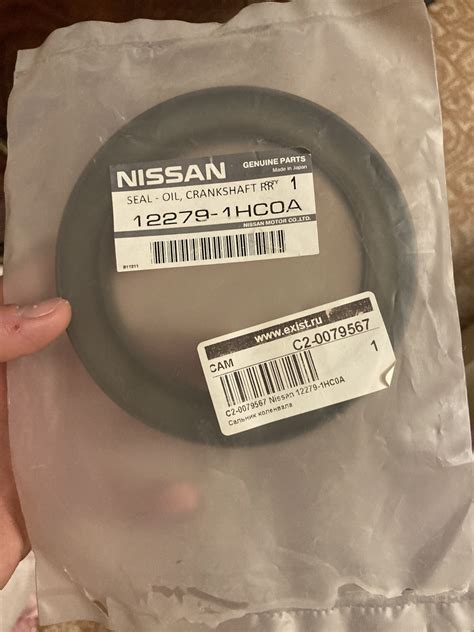 NISSAN
GENUINE PARTS
Made in Japan
SEAL - OIL, CRANKSHAFT RR
1
12279-1HC0A
NISSAN MOTOR CO.,LTD.
www.exist.ru
CAM
C2-0079567
1
C2-0079567 Nissan 12279-1HC0A
Сальник коленвала